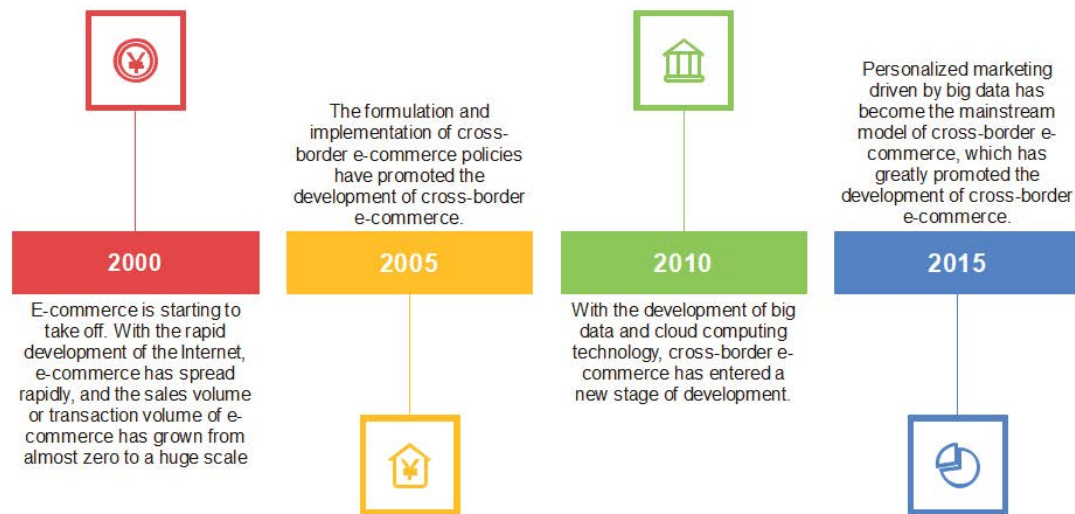 2000
E-commerce is starting to
take off. With the rapid
development of the Internet,
e-commerce has spread
rapidly, and the sales volume
or transaction volume of e-
commerce has grown from
almost zero to a huge scale
The formulation and
implementation of cross-
border e-commerce policies
have promoted the
development of cross-border
e-commerce.
2005
2010
With the development of big
data and cloud computing
technology, cross-border e-
commerce has entered a
new stage of development.
Personalized marketing
driven by big data has
become the mainstream
model of cross-border e-
commerce, which has
greatly promoted the
development of cross-border
e-commerce.
2015